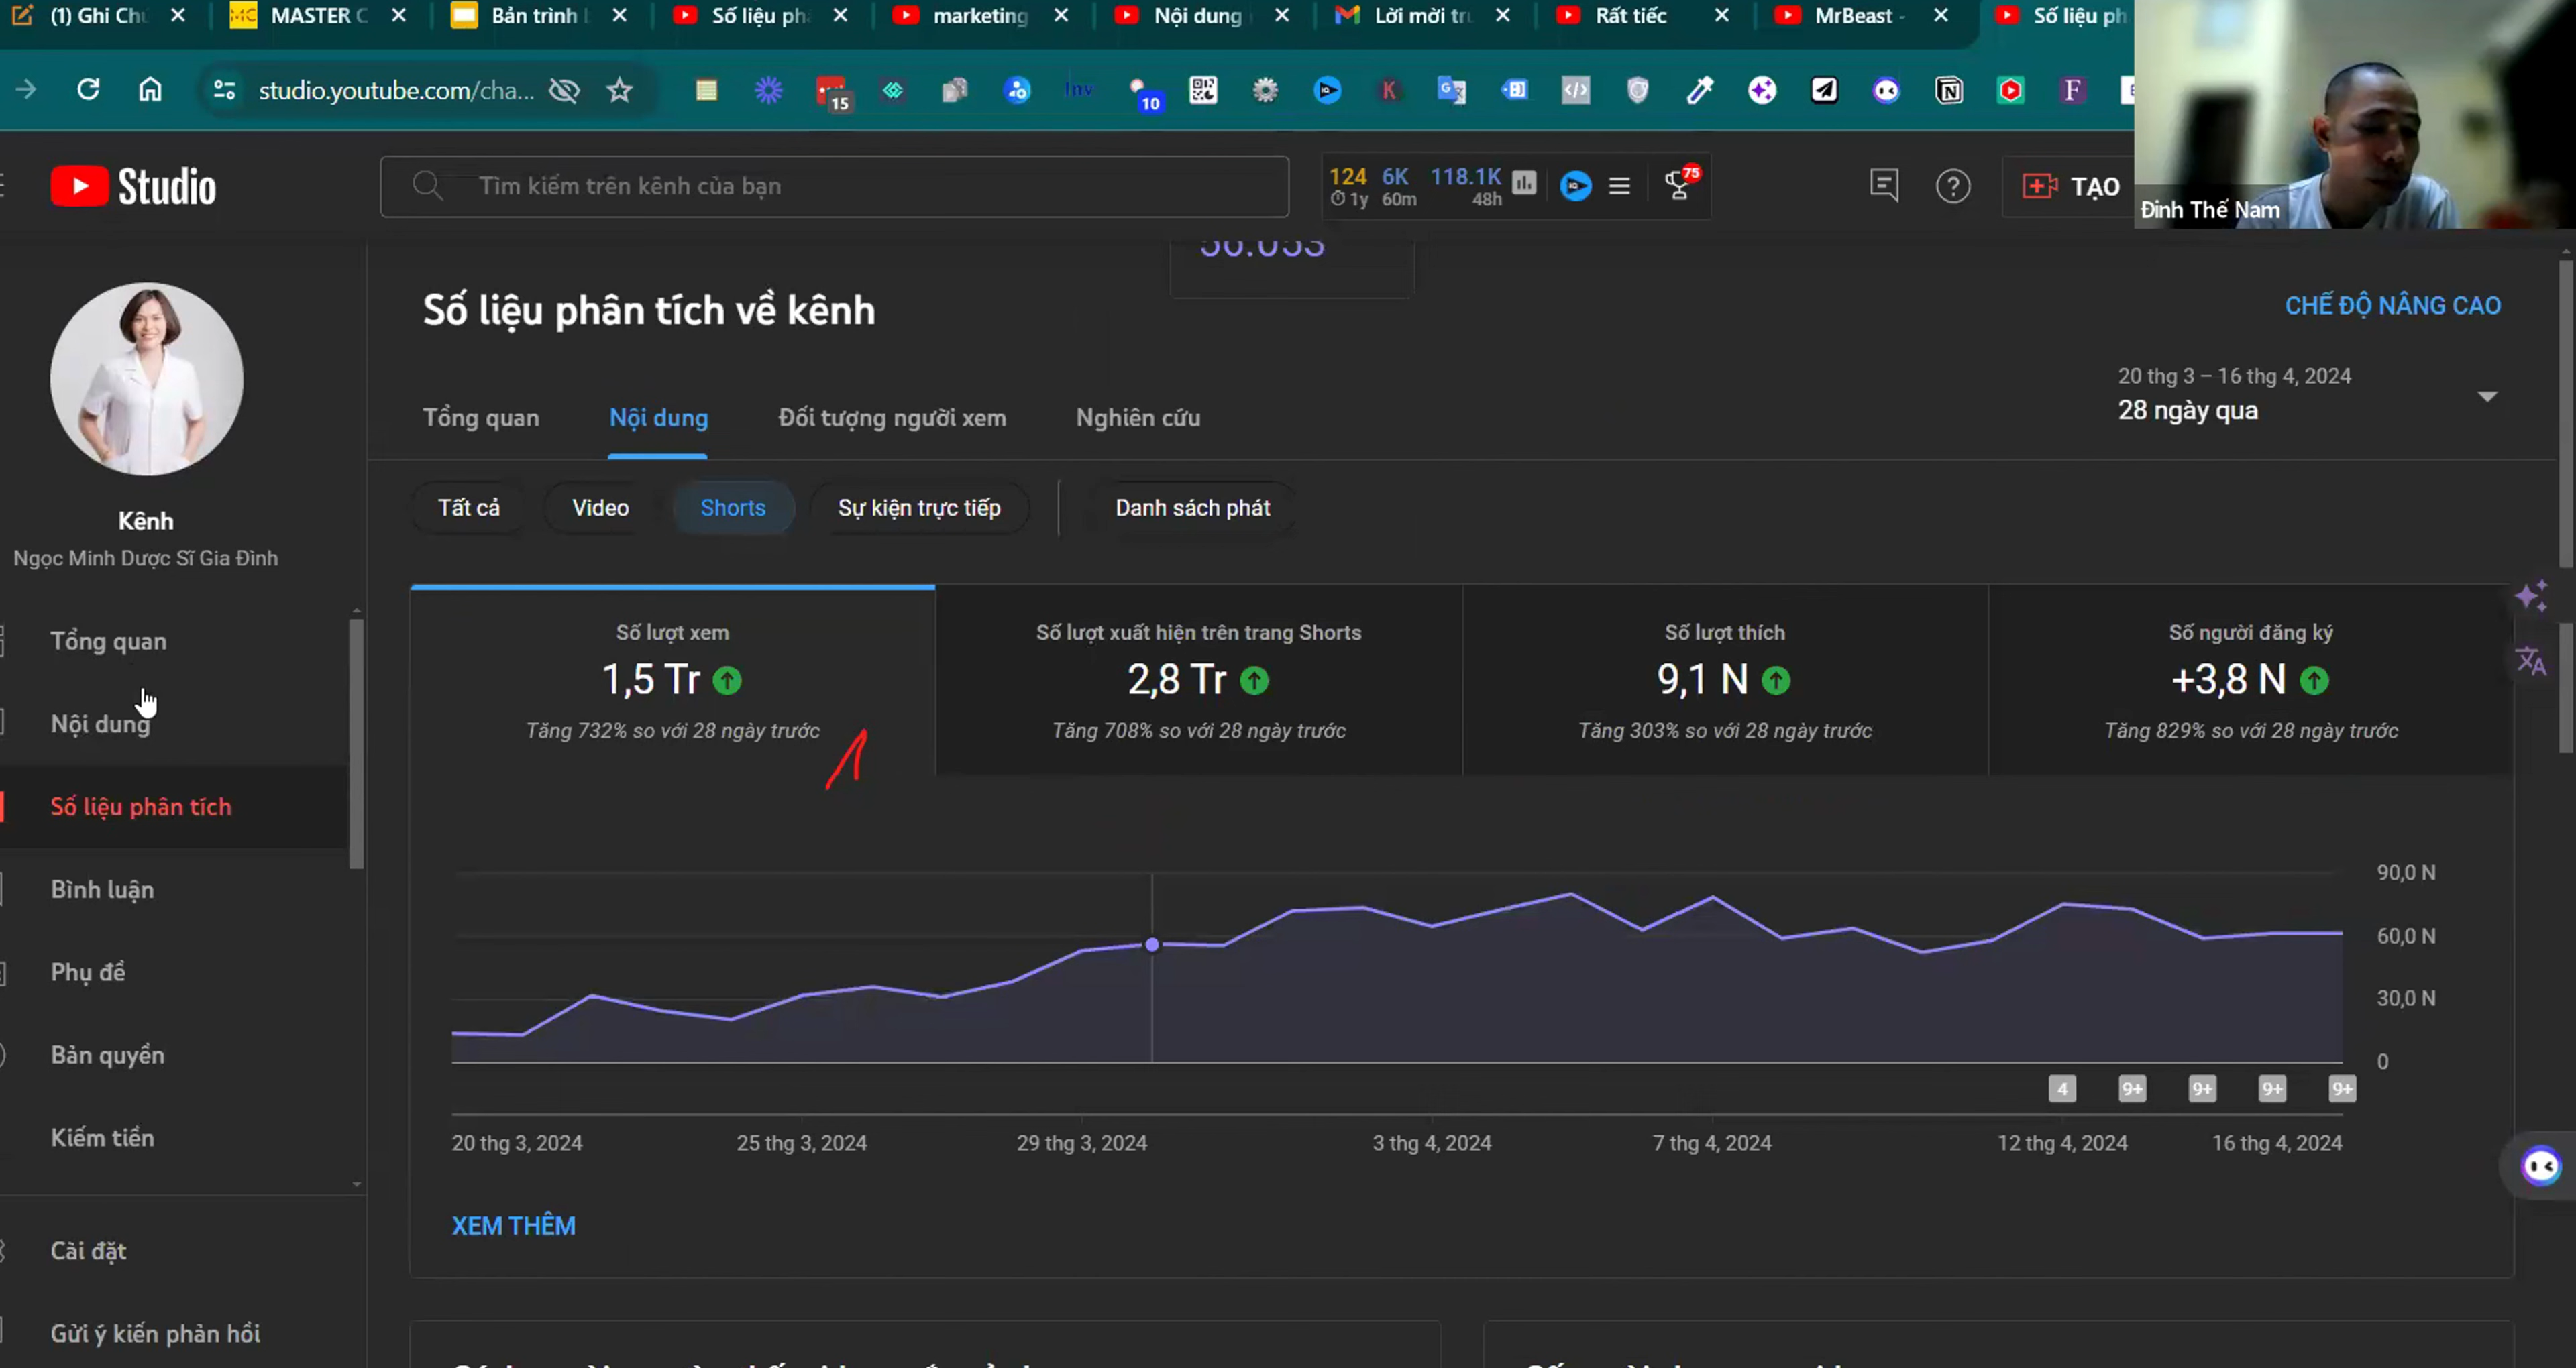 (1) Ghi Chú
MASTER C
Bản trình b
Số liệu ph
marketing
Nội dung
Lời mời tr
Rất tiếc
MrBeast -
Số liệu ph
studio.youtube.com/cha...
15
Inv
10
Studio
Tìm kiếm trên kênh của bạn
124 6K 118.1K
1y 60m 48h
75
TẠO
Đinh Thế Nam
56.053
Số liệu phân tích về kênh
CHẾ ĐỘ NÂNG CAO
20 thg 3 – 16 thg 4, 2024
28 ngày qua
Tổng quan Nội dung Đối tượng người xem Nghiên cứu
Tất cả Video Shorts Sự kiện trực tiếp Danh sách phát
Kênh
Ngọc Minh Dược Sĩ Gia Đình
Tổng quan
Nội dung
Số liệu phân tích
Bình luận
Phụ đề
Bản quyền
Kiếm tiền
Cài đặt
Gửi ý kiến phản hồi
Số lượt xem
1,5 Tr
Tăng 732% so với 28 ngày trước
Số lượt xuất hiện trên trang Shorts
2,8 Tr
Tăng 708% so với 28 ngày trước
Số lượt thích
9,1 N
Tăng 303% so với 28 ngày trước
Số người đăng ký
+3,8 N
Tăng 829% so với 28 ngày trước
90,0 N
60,0 N
30,0 N
0
4 9+ 9+ 9+ 9+
20 thg 3, 2024 25 thg 3, 2024 29 thg 3, 2024 3 thg 4, 2024 7 thg 4, 2024 12 thg 4, 2024 16 thg 4, 2024
XEM THÊM